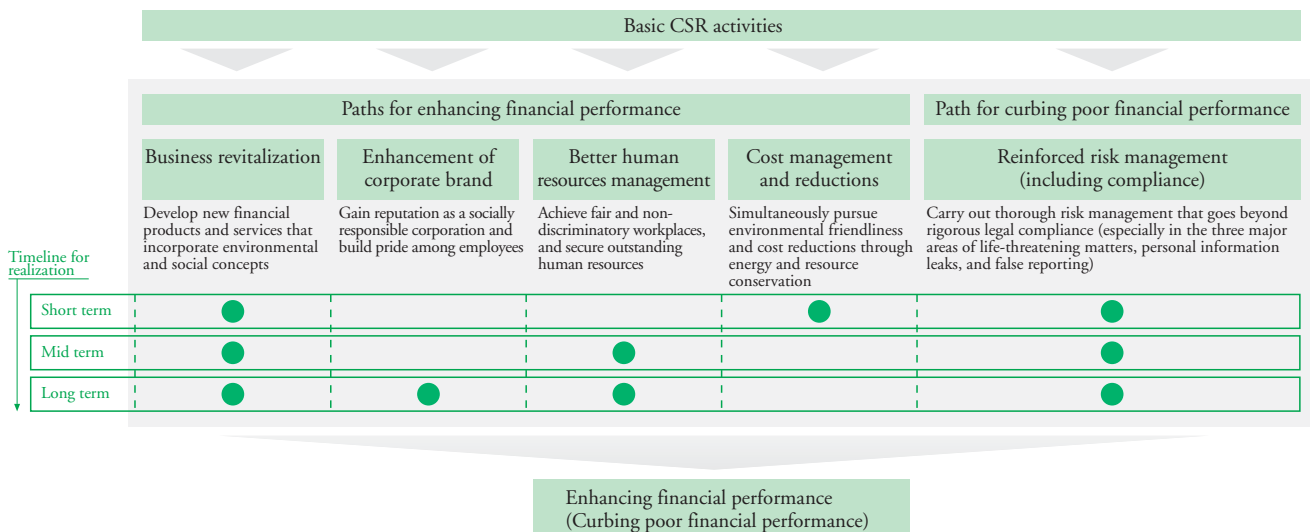 Basic CSR activities
Paths for enhancing financial performance
Path for curbing poor financial performance
Business revitalization
Develop new financial
products and services that
incorporate environmental
and social concepts
Enhancement of
corporate brand
Gain reputation as a socially
responsible corporation and
build pride among employees
Better human
resources management
Achieve fair and non-
discriminatory workplaces,
and secure outstanding
human resources
Cost management
and reductions
Simultaneously pursue
environmental friendliness
and cost reductions through
energy and resource
conservation
Reinforced risk management
(including compliance)
Carry out thorough risk management that goes beyond
rigorous legal compliance (especially in the three major
areas of life-threatening matters, personal information
leaks, and false reporting)
Timeline for
realization
Short term
Mid term
Long term
Enhancing financial performance
(Curbing poor financial performance)